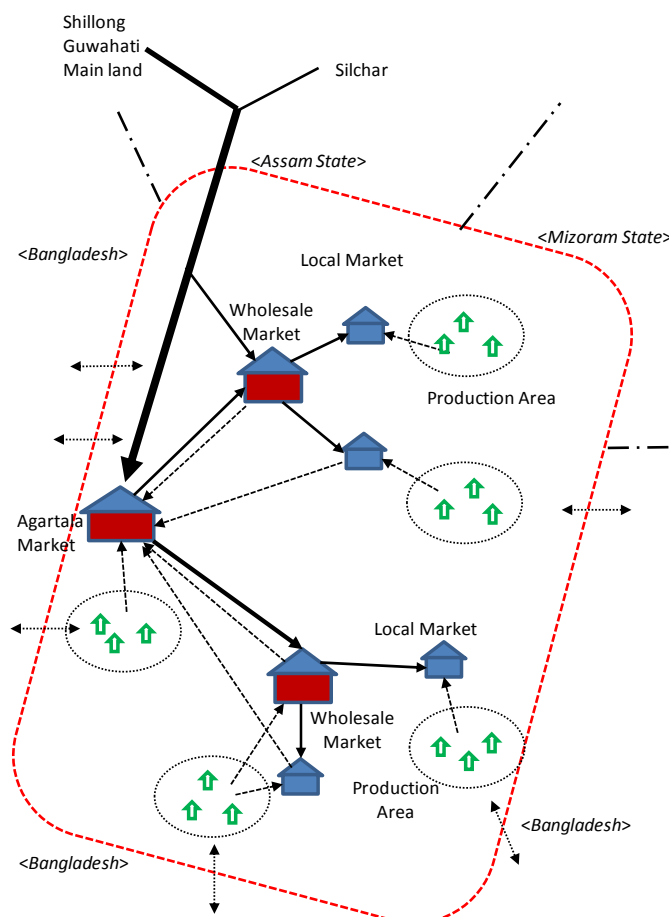 Shillong
Guwahati
Main land
Silchar
<Assam State>
<Mizoram State>
<Bangladesh>
Local Market
Wholesale
Market
Production Area
Agartala
Market
Local Market
Wholesale
Market
Production
Area
<Bangladesh>
<Bangladesh>